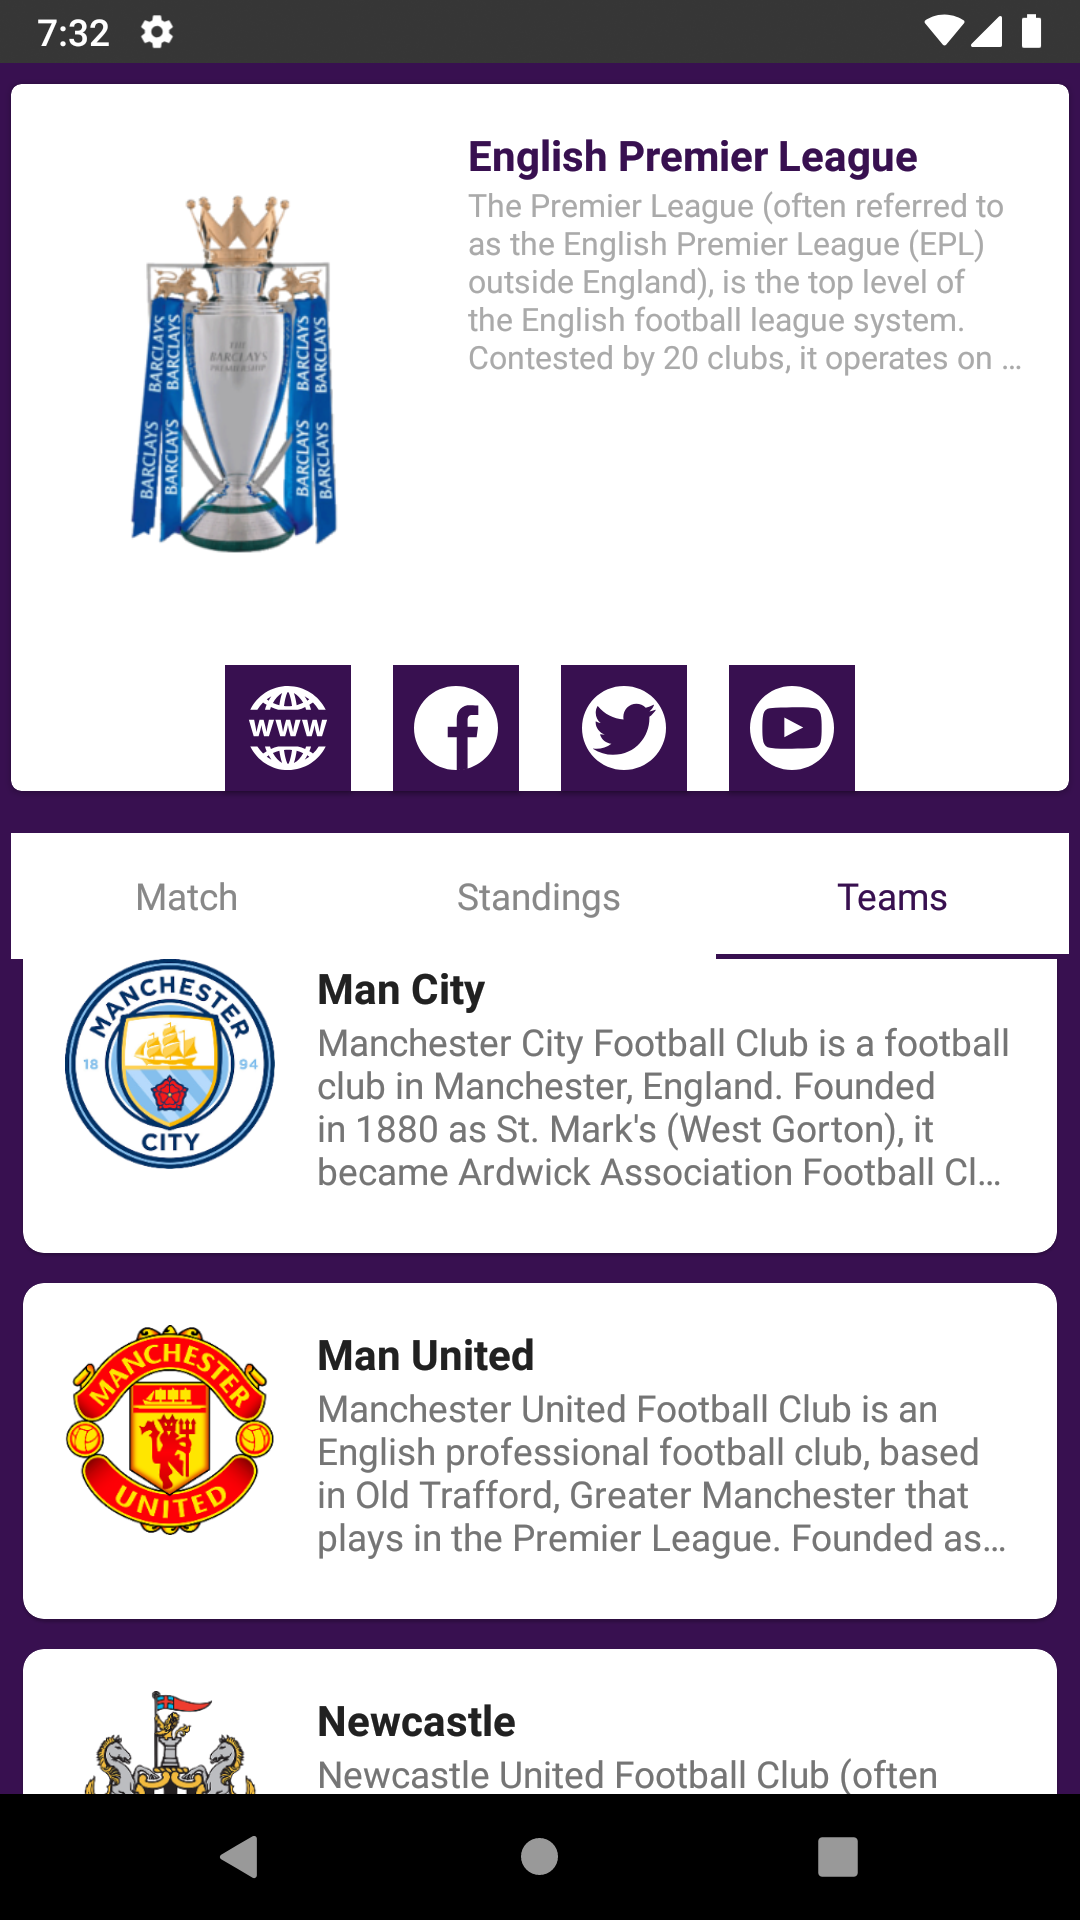 7:32
English Premier League
The Premier League (often referred to
as the English Premier League (EPL)
outside England), is the top level of
the English football league system.
Contested by 20 clubs, it operates on ...
THE
BARCLAYS
PREMIERSHIP
BARCLAYS
BARCLAYS
BARCLAYS
BARCLAYS
BARCLAYS
BARCLAYS
BARCLAYS
BARCLAYS
WWW
Match
Standings
Teams
MANCHESTER
18
94
CITY
Man City
Manchester City Football Club is a football
club in Manchester, England. Founded
in 1880 as St. Mark's (West Gorton), it
became Ardwick Association Football Cl...
MANCHESTER
UNITED
Man United
Manchester United Football Club is an
English professional football club, based
in Old Trafford, Greater Manchester that
plays in the Premier League. Founded as...
Newcastle
Newcastle United Football Club (often